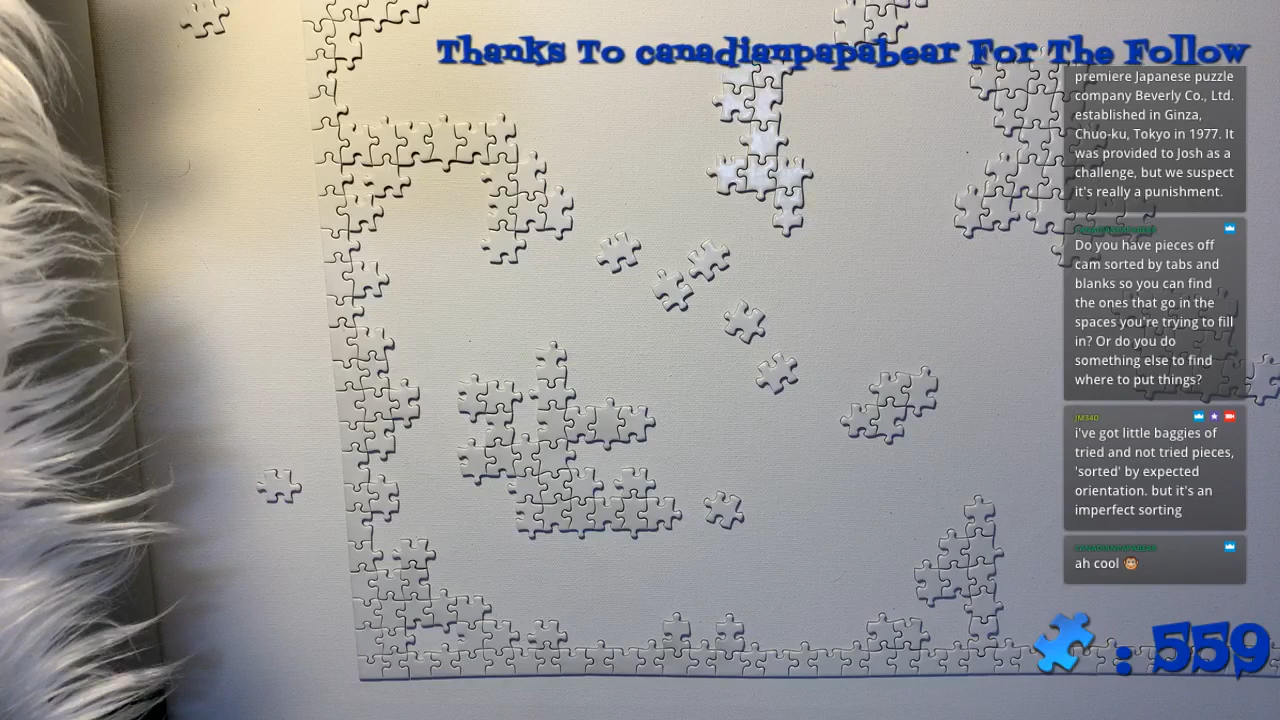 Thanks To canadianpapabear For The Follow
premiere Japanese puzzle
company Beverly Co., Ltd.
established in Ginza,
Chuo-ku, Tokyo in 1977. It
was provided to Josh as a
challenge, but we suspect
it's really a punishment.
Do you have pieces off
cam sorted by tabs and
blanks so you can find
the ones that go in the
spaces you're trying to fill
in? Or do you do
something else to find
where to put things?
JM34D
i've got little baggies of
tried and not tried pieces,
'sorted' by expected
orientation. but it's an
imperfect sorting
CANADIANPAPABEAR
ah cool
: 559